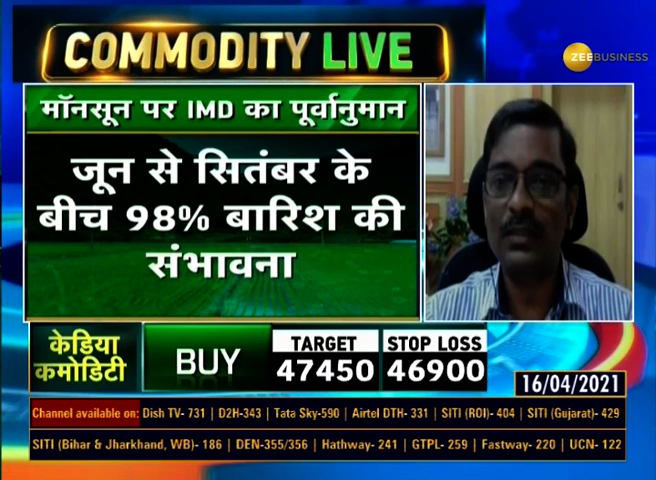 COMMODITY LIVE
ZEE BUSINESS
मॉनसून पर IMD का पूर्वानुमान
जून से सितंबर के
बीच 98% बारिश की
संभावना
केडिया
कमोडिटी
BUY
TARGET
47450
STOP LOSS
46900
16/04/2021
Channel available on: Dish TV- 731 | D2H-343 | Tata Sky-590 | Airtel DTH- 331 | SITI (ROI)- 404 | SITI (Gujarat)- 429
SITI (Bihar & Jharkhand, WB)- 186 | DEN-355/356 | Hathway- 241 | GTPL- 259 | Fastway- 220 | UCN- 122